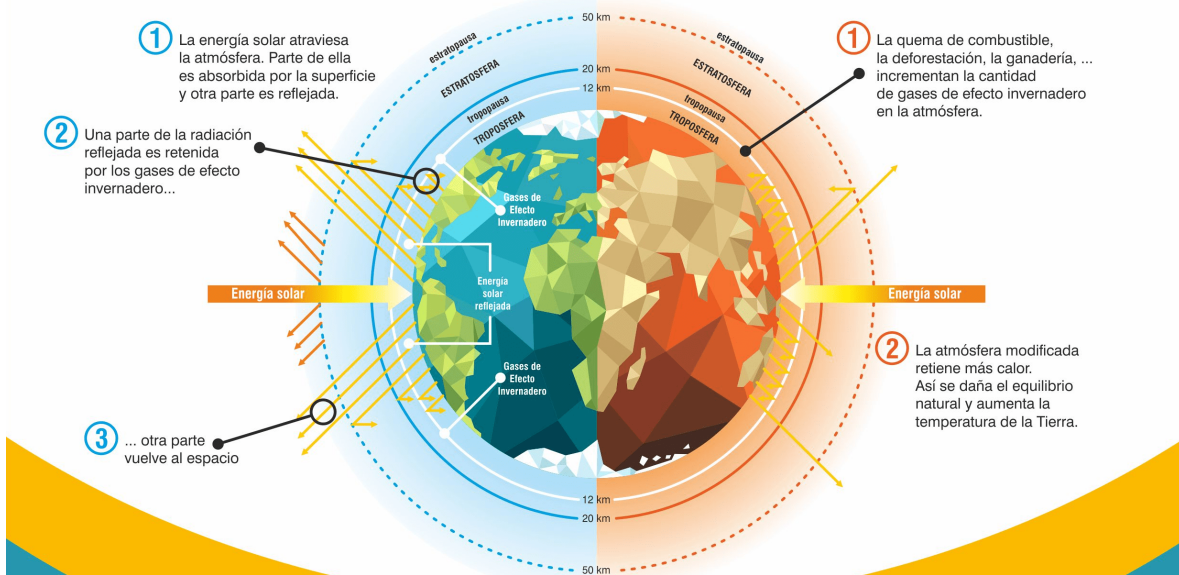 50 km
estratopausa
ESTRATOSFERA
20 km
12 km
tropopausa
TROPOSFERA
estratopausa
ESTRATOSFERA
tropopausa
TROPOSFERA
1
La energía solar atraviesa
la atmósfera. Parte de ella
es absorbida por la superficie
y otra parte es reflejada.
2
Una parte de la radiación
reflejada es retenida
por los gases de efecto
invernadero...
Gases de
Efecto
Invernadero
Energía solar
Energía
solar
reflejada
Gases de
Efecto
Invernadero
3
... otra parte
vuelve al espacio
1
La quema de combustible,
la deforestación, la ganadería, ...
incrementan la cantidad
de gases de efecto invernadero
en la atmósfera.
Energía solar
2
La atmósfera modificada
retiene más calor.
Así se daña el equilibrio
natural y aumenta la
temperatura de la Tierra.
12 km
20 km
50 km